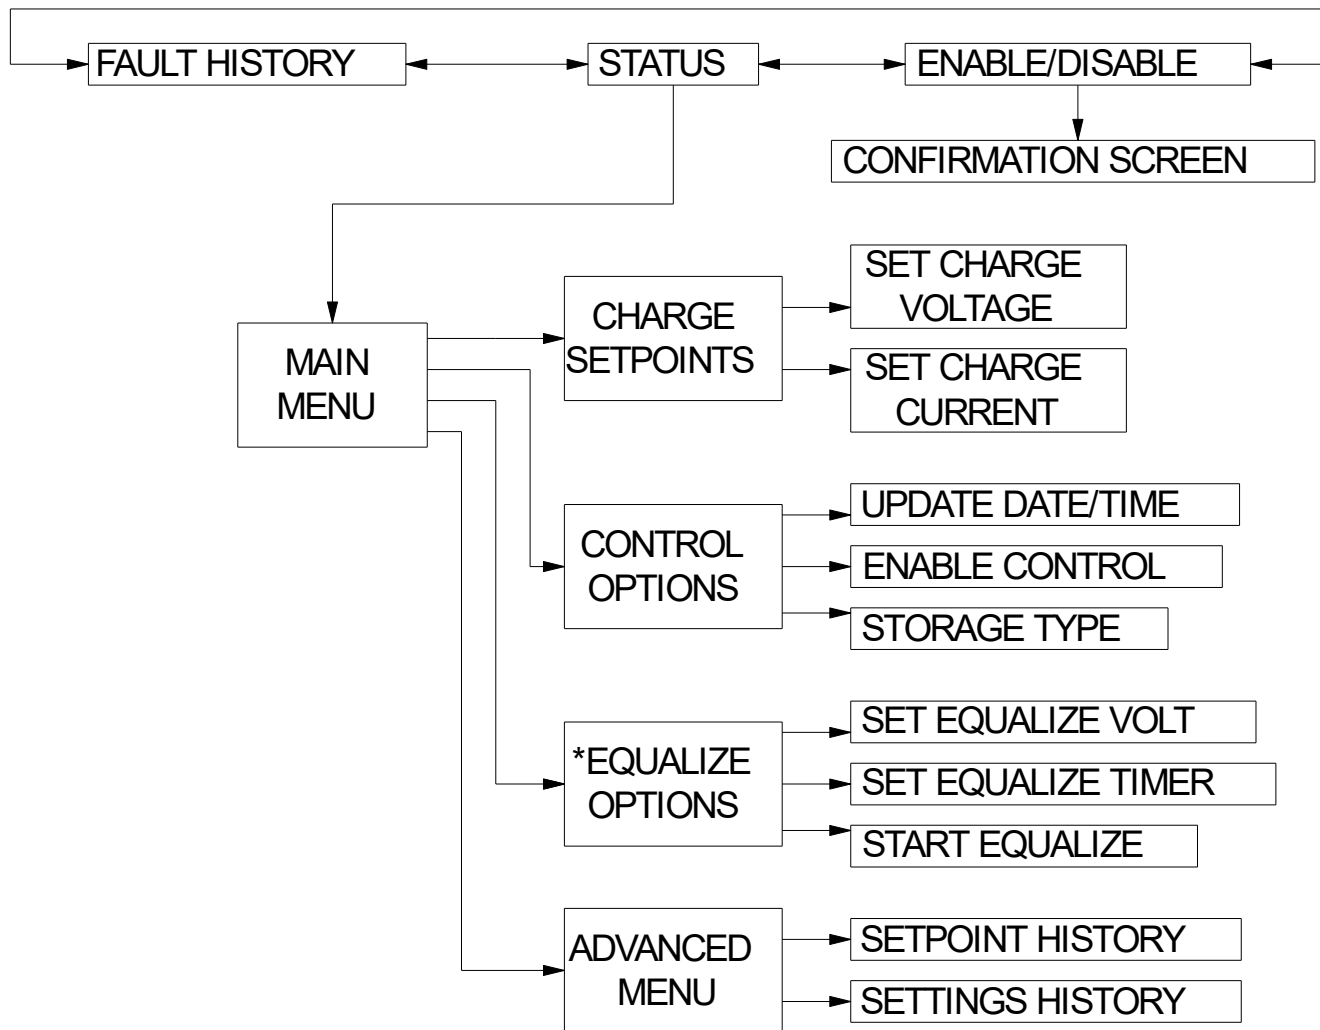 FAULT HISTORY
STATUS
ENABLE/DISABLE
CONFIRMATION SCREEN
MAIN
MENU
CHARGE
SETPOINTS
SET CHARGE
VOLTAGE
SET CHARGE
CURRENT
CONTROL
OPTIONS
UPDATE DATE/TIME
ENABLE CONTROL
STORAGE TYPE
*EQUALIZE
OPTIONS
SET EQUALIZE VOLT
SET EQUALIZE TIMER
START EQUALIZE
ADVANCED
MENU
SETPOINT HISTORY
SETTINGS HISTORY